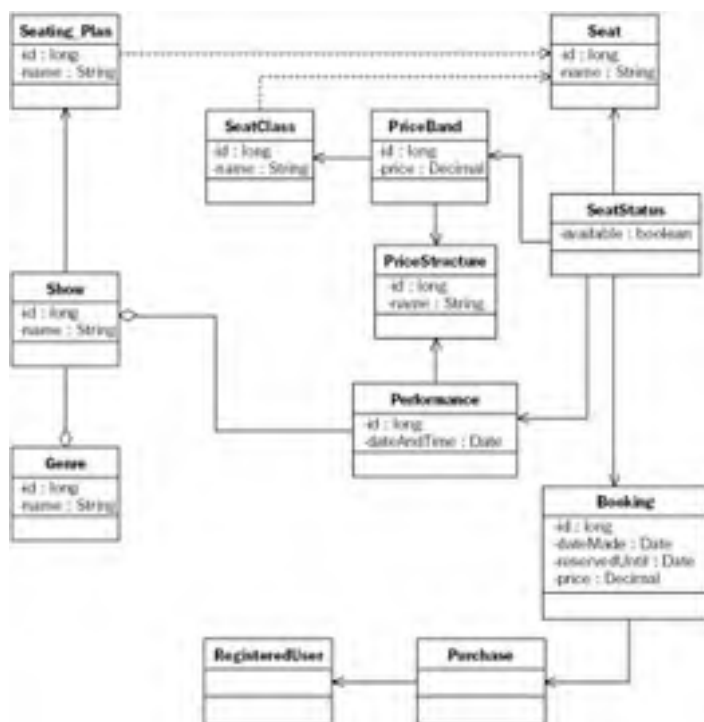 Seating_Plan
-id : long
-name : String
Seat
-id : long
-name : String
SeatClass
-id : long
-name : String
PriceBand
-id : long
-price : Decimal
SeatStatus
-available : boolean
PriceStructure
-id : long
-name : String
Show
-id : long
-name : String
Performance
-id : long
-dateAndTime : Date
Genre
-id : long
-name : String
Booking
-id : long
-dateMade : Date
-reservedUntil : Date
-price : Decimal
RegisteredUser
Purchase